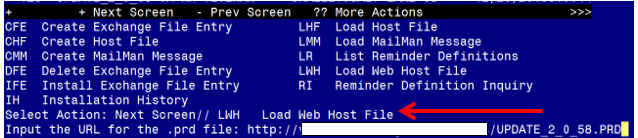 + + Next Screen - Prev Screen ?? More Actions >>>
CFE Create Exchange File Entry LHF Load Host File
CHF Create Host File LMM Load MailMan Message
CMM Create MailMan Message LR List Reminder Definitions
DFE Delete Exchange File Entry LWH Load Web Host File
IFE Install Exchange File Entry RI Reminder Definition Inquiry
IH Installation History
Select Action: Next Screen// LWH Load Web Host File
Input the URL for the .prd file: http:// /UPDATE_2_0_58.PRD